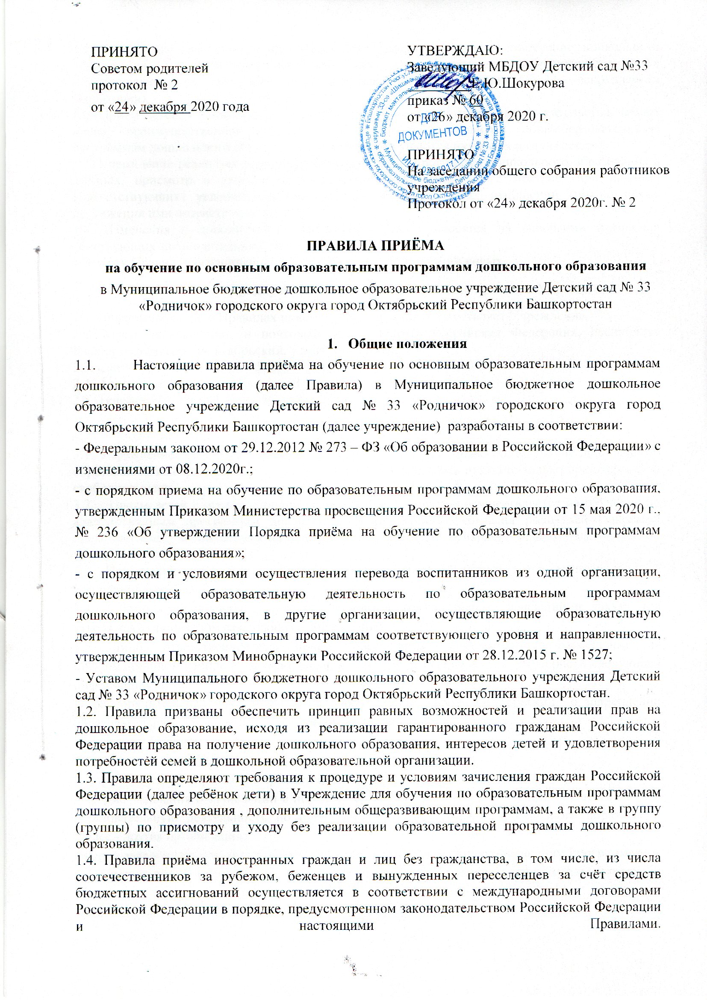 ПРИНЯТО
Советом родителей
протокол № 2
от «24» декабря 2020 года
УТВЕРЖДАЮ:
Заведующий МБДОУ Детский сад №33
Ю.Шокурова
приказ № 60
от «26» декабря 2020 г.
ДЛЯ
ДОКУМЕНТОВ
ПРИНЯТО
На заседании общего собрания работников
учреждения
Протокол от «24» декабря 2020г. № 2
ПРАВИЛА ПРИЁМА
на обучение по основным образовательным программам дошкольного образования
в Муниципальное бюджетное дошкольное образовательное учреждение Детский сад № 33
«Родничок» городского округа город Октябрьский Республики Башкортостан
1. Общие положения
1.1. Настоящие правила приёма на обучение по основным образовательным программам
дошкольного образования (далее Правила) в Муниципальное бюджетное дошкольное
образовательное учреждение Детский сад № 33 «Родничок» городского округа город
Октябрьский Республики Башкортостан (далее учреждение) разработаны в соответствии:
- Федеральным законом от 29.12.2012 № 273 – ФЗ «Об образовании в Российской Федерации» с
изменениями от 08.12.2020г.;
- с порядком приема на обучение по образовательным программам дошкольного образования,
утвержденным Приказом Министерства просвещения Российской Федерации от 15 мая 2020 г.,
№ 236 «Об утверждении Порядка приёма на обучение по образовательным программам
дошкольного образования»;
- с порядком и условиями осуществления перевода воспитанников из одной организации,
осуществляющей образовательную деятельность по образовательным программам
дошкольного образования, в другие организации, осуществляющие образовательную
деятельность по образовательным программам соответствующего уровня и направленности,
утвержденным Приказом Минобрнауки Российской Федерации от 28.12.2015 г. № 1527;
- Уставом Муниципального бюджетного дошкольного образовательного учреждения Детский
сад № 33 «Родничок» городского округа город Октябрьский Республики Башкортостан.
1.2. Правила призваны обеспечить принцип равных возможностей и реализации прав на
дошкольное образование, исходя из реализации гарантированного гражданам Российской
Федерации права на получение дошкольного образования, интересов детей и удовлетворения
потребностей семей в дошкольной образовательной организации.
1.3. Правила определяют требования к процедуре и условиям зачисления граждан Российской
Федерации (далее ребёнок дети) в Учреждение для обучения по образовательным программам
дошкольного образования , дополнительным общеразвивающим программам, а также в группу
(группы) по присмотру и уходу без реализации образовательной программы дошкольного
образования.
1.4. Правила приёма иностранных граждан и лиц без гражданства, в том числе, из числа
соотечественников за рубежом, беженцев и вынужденных переселенцев за счёт средств
бюджетных ассигнований осуществляется в соответствии с международными договорами
Российской Федерации в порядке, предусмотренном законодательством Российской Федерации
и настоящими Правилами.